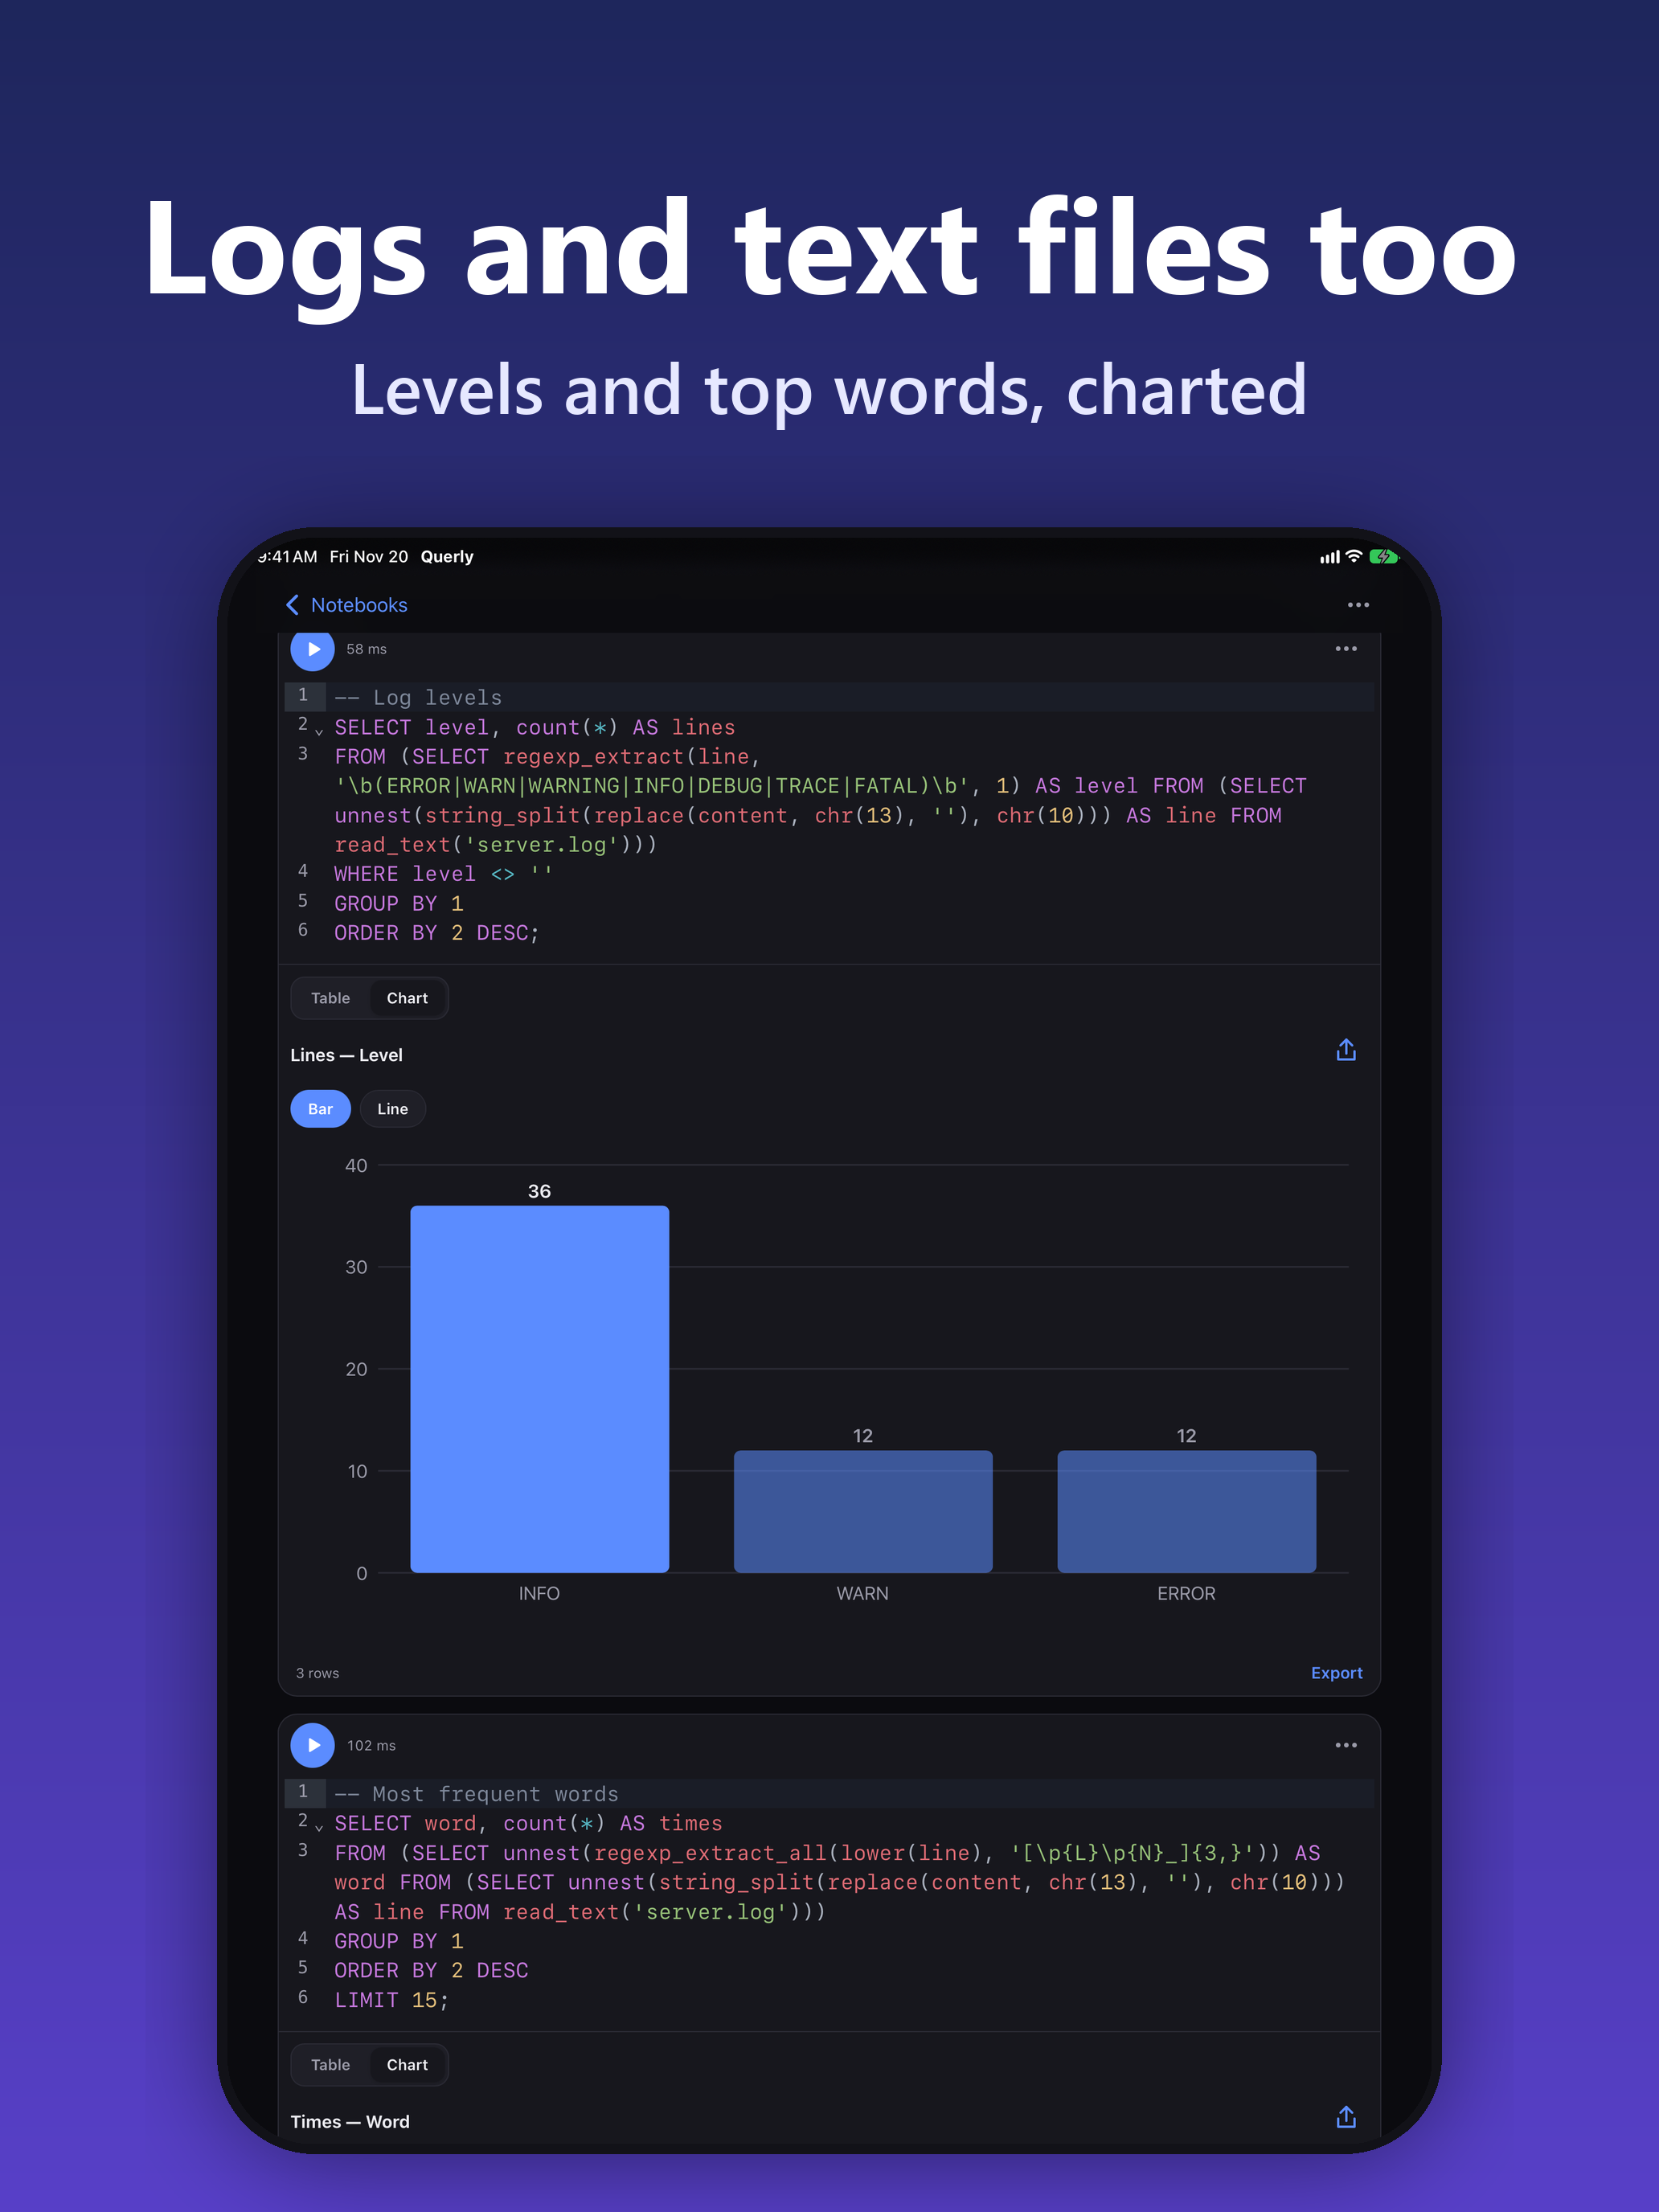 Logs and text files too
Levels and top words, charted
9:41 AM Fri Nov 20 Querly
Notebooks
58 ms
1 -- Log levels
2 SELECT level, count(*) AS lines
3 FROM (SELECT regexp_extract(line,
'\b(ERROR|WARN|WARNING|INFO|DEBUG|TRACE|FATAL)\b', 1) AS level FROM (SELECT
unnest(string_split(replace(content, chr(13), ''), chr(10))) AS line FROM
read_text('server.log')))
4 WHERE level <> ''
5 GROUP BY 1
6 ORDER BY 2 DESC;
Table Chart
Lines — Level
Bar Line
40
36
30
20
12 12
10
0
INFO WARN ERROR
3 rows Export
102 ms
1 -- Most frequent words
2 SELECT word, count(*) AS times
3 FROM (SELECT unnest(regexp_extract_all(lower(line), '[\p{L}\p{N}_]{3,}')) AS
word FROM (SELECT unnest(string_split(replace(content, chr(13), ''), chr(10)))
AS line FROM read_text('server.log')))
4 GROUP BY 1
5 ORDER BY 2 DESC
6 LIMIT 15;
Table Chart
Times — Word